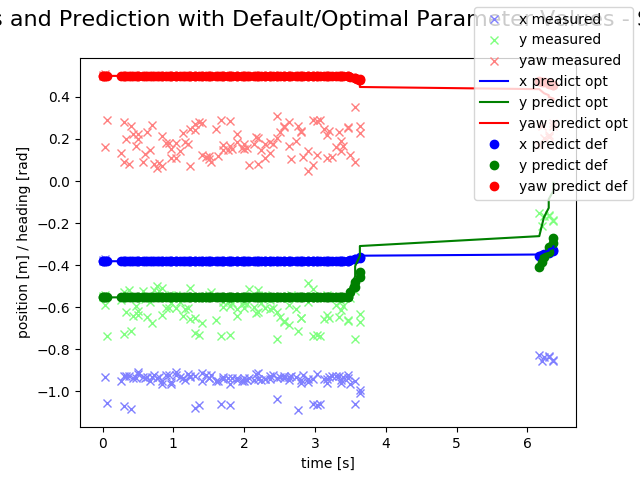 s and Prediction with Default/Optimal Parameter Values -
x measured
y measured
yaw measured
x predict opt
y predict opt
yaw predict opt
x predict def
y predict def
yaw predict def
position [m] / heading [rad]
0.4
0.2
0.0
−0.2
−0.4
−0.6
−0.8
−1.0
0 1 2 3 4 5 6
time [s]